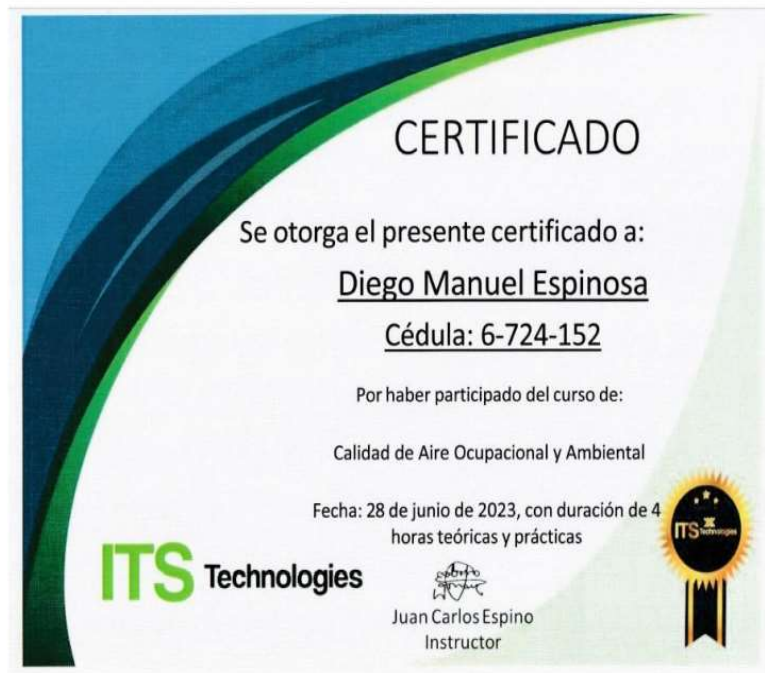 CERTIFICADO
Se otorga el presente certificado a:
Diego Manuel Espinosa
Cédula: 6-724-152
Por haber participado del curso de:
Calidad de Aire Ocupacional y Ambiental
Fecha: 28 de junio de 2023, con duración de 4
horas teóricas y prácticas
ITS Technologies
ITS Technologies
Juan Carlos Espino
Instructor